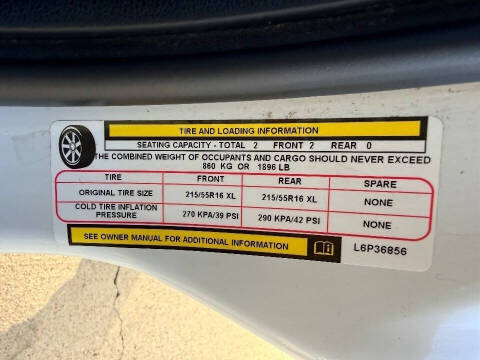 TIRE AND LOADING INFORMATION
SEATING CAPACITY - TOTAL 2 FRONT 2 REAR 0
THE COMBINED WEIGHT OF OCCUPANTS AND CARGO SHOULD NEVER EXCEED
860 KG OR 1896 LB
TIRE FRONT REAR SPARE
ORIGINAL TIRE SIZE 215/55R16 XL 215/55R16 XL NONE
COLD TIRE INFLATION
PRESSURE 270 KPA/39 PSI 290 KPA/42 PSI NONE
SEE OWNER MANUAL FOR ADDITIONAL INFORMATION L6P36856